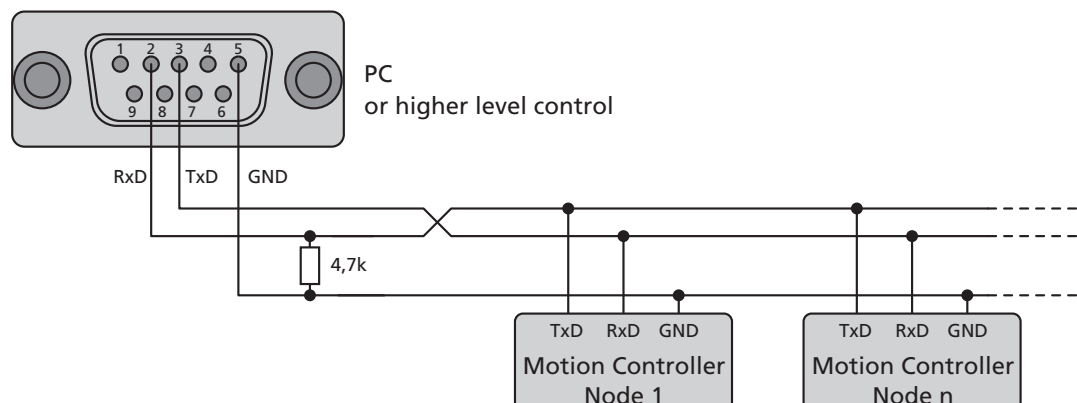 1 2 3 4 5
9 8 7 6
PC
or higher level control
RxD TxD GND
4,7k
TxD RxD GND
Motion Controller
Node 1
TxD RxD GND
Motion Controller
Node n